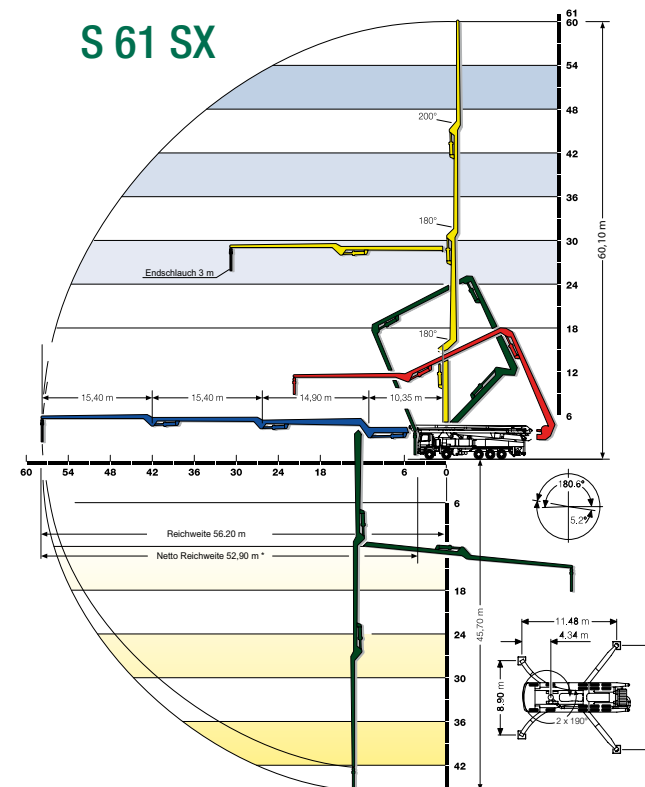 S 61 SX
61
60
54
48
42
36
30
24
18
12
6
200°
180°
180°
60,10 m
Endschlauch 3 m
15,40 m
15,40 m
14,90 m
10,35 m
60 54 48 42 36 30 24 18 6 0
6
18
24
30
36
42
Reichweite 56.20 m
Netto Reichweite 52,90 m *
45,70 m
180.6°
5.2°
11.48 m
4.34 m
8.90 m
2 x 190°